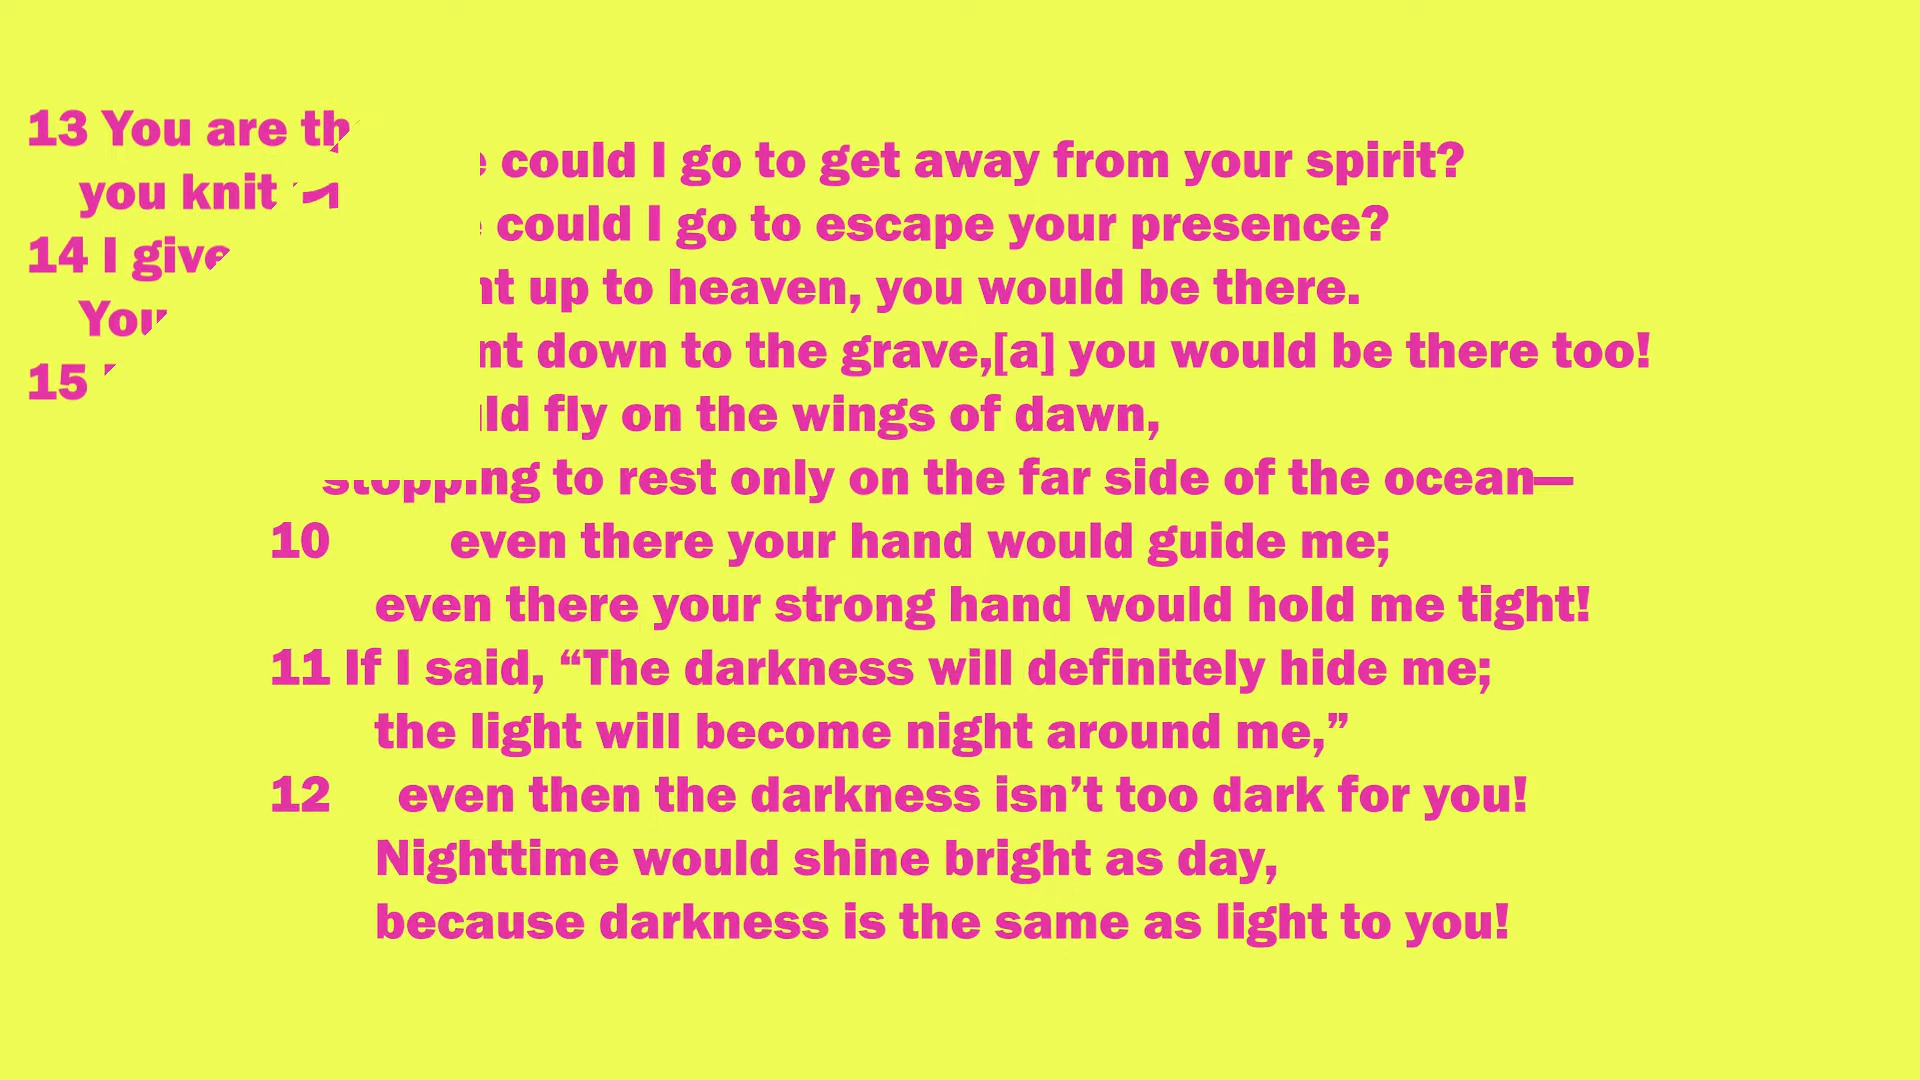 13 You are
you knit
14 I give
You
15
could I go to get away from your spirit?
could I go to escape your presence?
up to heaven, you would be there.
down to the grave,[a] you would be there too!
fly on the wings of dawn,
stopping to rest only on the far side of the ocean—
10 even there your hand would guide me;
even there your strong hand would hold me tight!
11 If I said, “The darkness will definitely hide me;
the light will become night around me,”
12 even then the darkness isn’t too dark for you!
Nighttime would shine bright as day,
because darkness is the same as light to you!